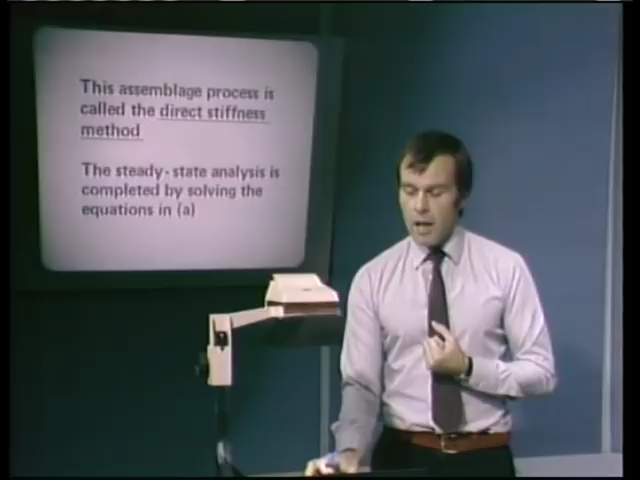 This assemblage process is
called the direct stiffness
method
The steady-state analysis is
completed by solving the
equations in (a)